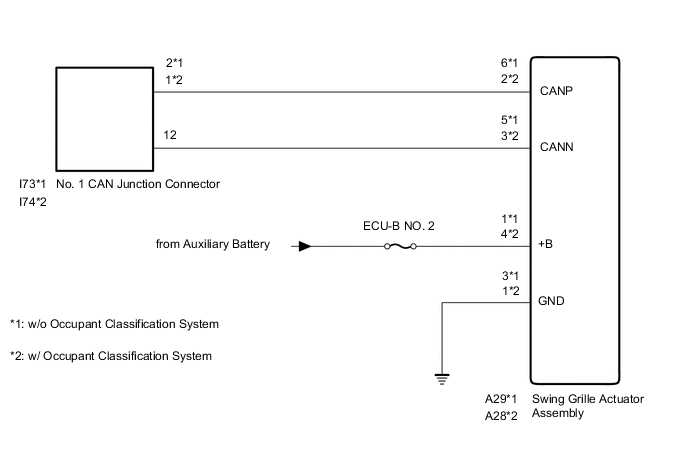 2*1
1*2
6*1
2*2
CANP
12
5*1
3*2
CANN
I73*1 No. 1 CAN Junction Connector
I74*2
from Auxiliary Battery
ECU-B NO. 2
1*1
4*2
+B
3*1
1*2
GND
*1: w/o Occupant Classification System
*2: w/ Occupant Classification System
A29*1 Swing Grille Actuator
A28*2 Assembly